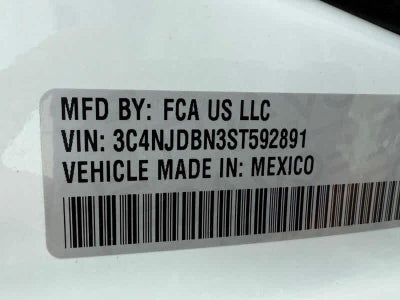 MFD BY: FCA US LLC
VIN: 3C4NJDBN3ST592891
VEHICLE MADE IN: MEXICO